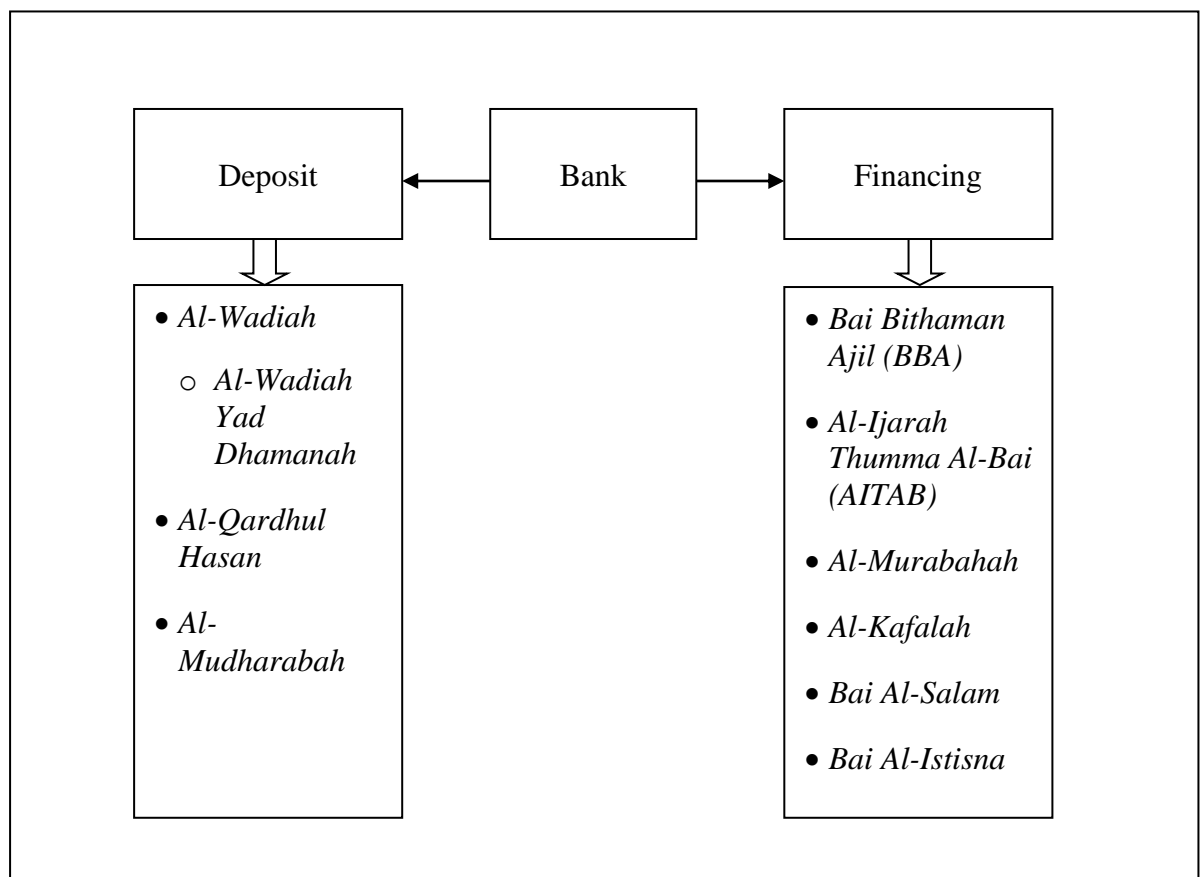 Deposit
Bank
Financing
• Al-Wadiah
o Al-Wadiah
Yad
Dhamanah
• Al-Qardhul
Hasan
• Al-
Mudharabah
• Bai Bithaman
Ajil (BBA)
• Al-Ijarah
Thumma Al-Bai
(AITAB)
• Al-Murabahah
• Al-Kafalah
• Bai Al-Salam
• Bai Al-Istisna